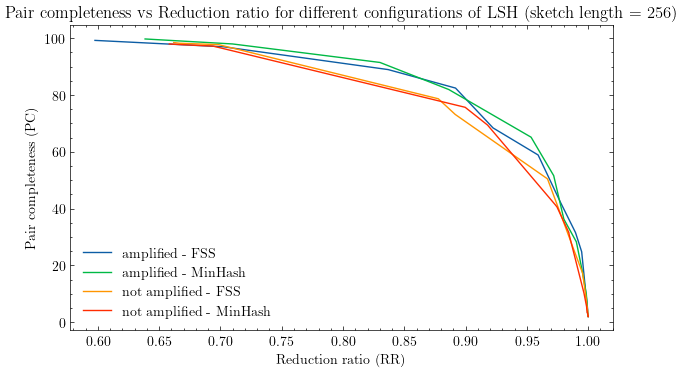 Pair completeness vs Reduction ratio for different configurations of LSH (sketch length = 256)
Pair completeness (PC)
100
80
60
40
20
0
amplified - FSS
amplified - MinHash
not amplified - FSS
not amplified - MinHash
0.60 0.65 0.70 0.75 0.80 0.85 0.90 0.95 1.00
Reduction ratio (RR)